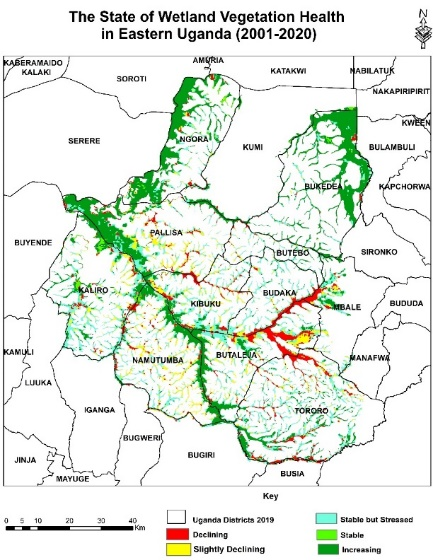 The State of Wetland Vegetation Health
in Eastern Uganda (2001-2020)
N
KABERAMAIDO
KALAKI
SOROTI
AMURIA
KATAKWI
NABILATUK
NAKAPIRIPIRIT
SERERE
NGORA
KUMI
KWEEN
BULAMBULI
BUKEDEA
KAPCHORWA
BUYENDE
PALLISA
BUTEBO
SIRONKO
KALIRO
KIBUKU
BUDAKA
MBALE
BUDUDA
KAMULI
NAMUTUMBA
BUTALEJA
MANAFWA
LUUKA
IGANGA
TORORO
BUGWERI
BUGIRI
JINJA
MAYUGE
BUSIA
Key
0 5 10 20 30 40
Km
Uganda Districts 2019
Declining
Slightly Declining
Stable but Stressed
Stable
Increasing